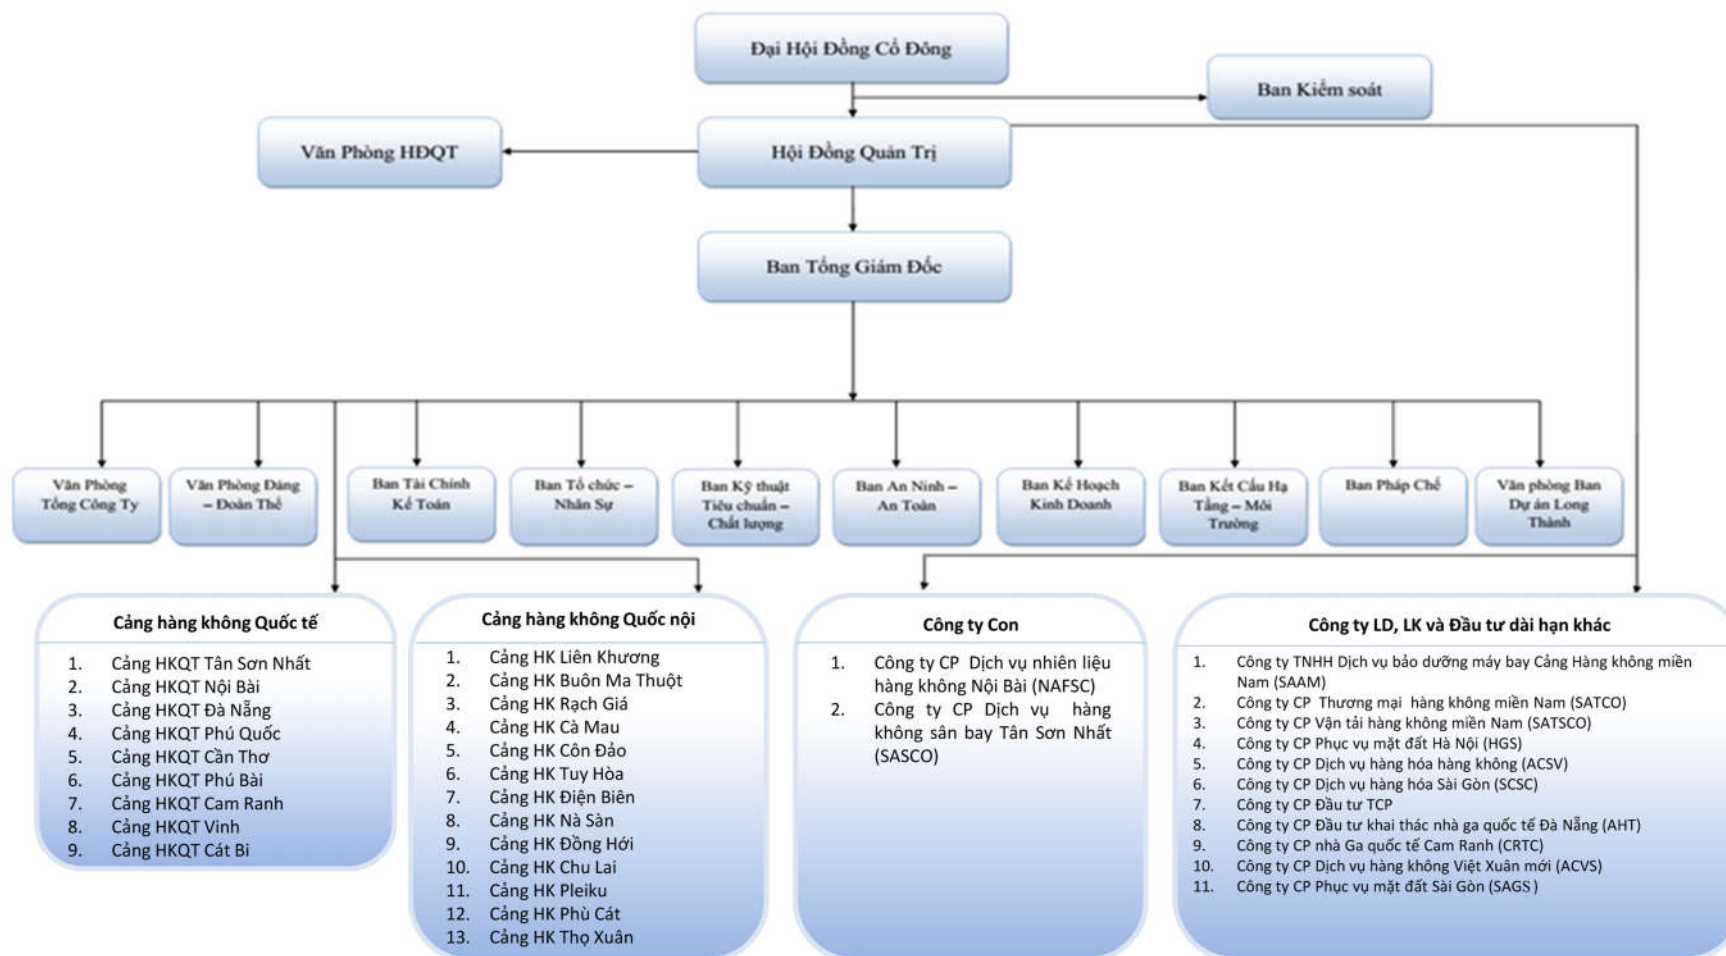 Đại Hội Đồng Cổ Đông
Ban Kiểm soát
Văn Phòng HĐQT
Hội Đồng Quản Trị
Ban Tổng Giám Đốc
Văn Phòng
Tổng Công Ty
Văn Phòng Đảng
– Đoàn Thể
Ban Tài Chính
Kế Toán
Ban Tổ chức –
Nhân Sự
Ban Kỹ thuật
Tiêu chuẩn –
Chất lượng
Ban An Ninh –
An Toàn
Ban Kế Hoạch
Kinh Doanh
Ban Kết Cấu Hạ
Tầng – Môi
Trường
Ban Pháp Chế
Văn phòng Ban
Dự án Long
Thành
Cảng hàng không Quốc tế
1. Cảng HKQT Tân Sơn Nhất
2. Cảng HKQT Nội Bài
3. Cảng HKQT Đà Nẵng
4. Cảng HKQT Phú Quốc
5. Cảng HKQT Cần Thơ
6. Cảng HKQT Phú Bài
7. Cảng HKQT Cam Ranh
8. Cảng HKQT Vinh
9. Cảng HKQT Cát Bi
Cảng hàng không Quốc nội
1. Cảng HK Liên Khương
2. Cảng HK Buôn Ma Thuột
3. Cảng HK Rạch Giá
4. Cảng HK Cà Mau
5. Cảng HK Côn Đảo
6. Cảng HK Tuy Hòa
7. Cảng HK Điện Biên
8. Cảng HK Nà Sàn
9. Cảng HK Đồng Hới
10. Cảng HK Chu Lai
11. Cảng HK Pleiku
12. Cảng HK Phù Cát
13. Cảng HK Thọ Xuân
Công ty Con
1. Công ty CP Dịch vụ nhiên liệu
hàng không Nội Bài (NAFSC)
2. Công ty CP Dịch vụ hàng
không sân bay Tân Sơn Nhất
(SASCO)
Công ty LD, LK và Đầu tư dài hạn khác
1. Công ty TNHH Dịch vụ bảo dưỡng máy bay Cảng Hàng không miền
Nam (SAAM)
2. Công ty CP Thương mại hàng không miền Nam (SATCO)
3. Công ty CP Vận tải hàng không miền Nam (SATSCO)
4. Công ty CP Phục vụ mặt đất Hà Nội (HGS)
5. Công ty CP Dịch vụ hàng hóa hàng không (ACSV)
6. Công ty CP Dịch vụ hàng hóa Sài Gòn (SCSC)
7. Công ty CP Đầu tư TCP
8. Công ty CP Đầu tư khai thác nhà ga quốc tế Đà Nẵng (AHT)
9. Công ty CP nhà Ga quốc tế Cam Ranh (CRTC)
10. Công ty CP Dịch vụ hàng không Việt Xuân mới (ACVS)
11. Công ty CP Phục vụ mặt đất Sài Gòn (SAGS)